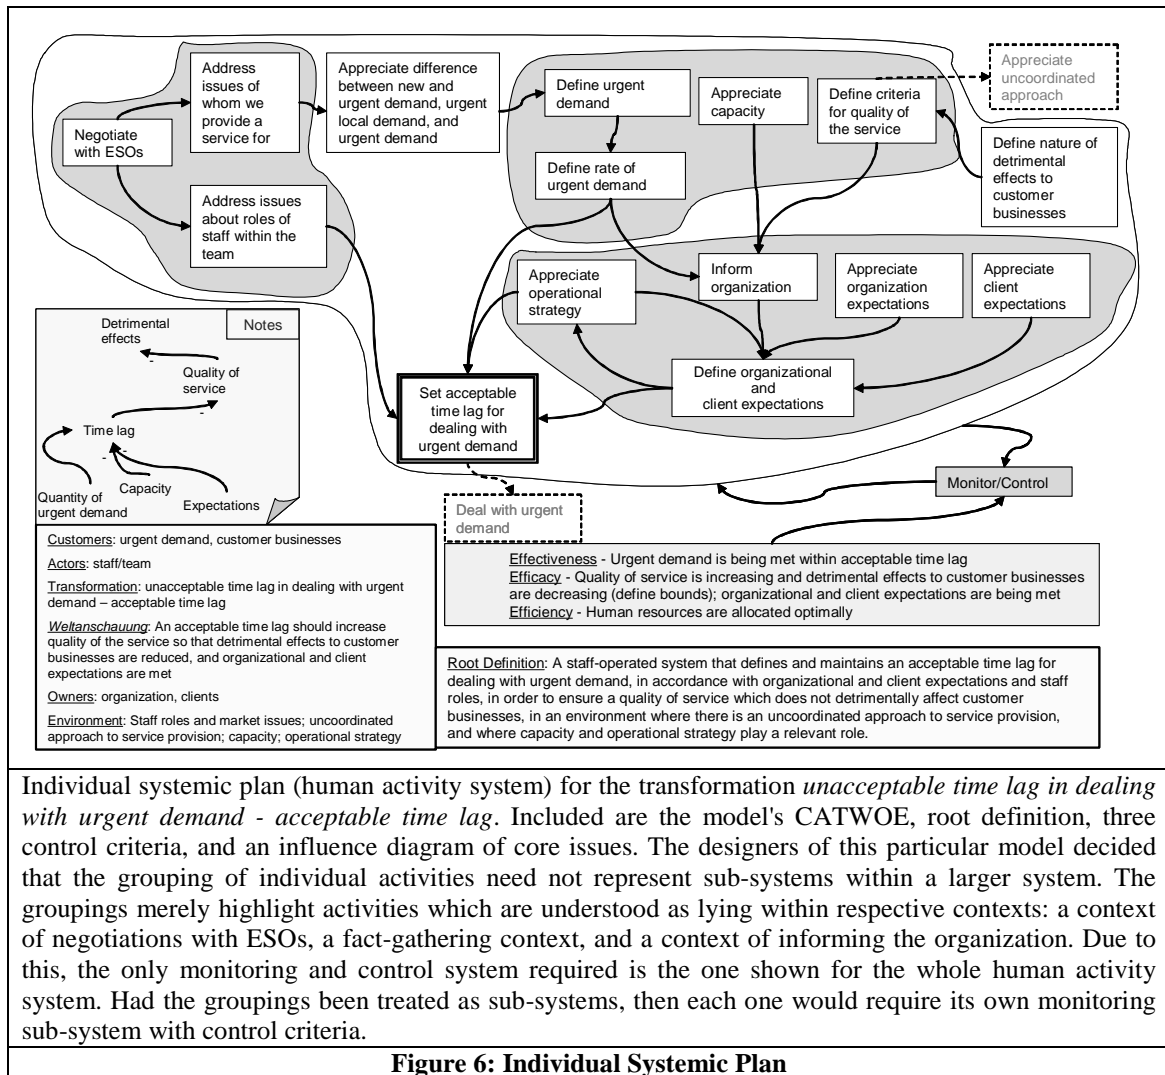 Address
issues of
whom we
provide a
service for
Appreciate difference
between new and
urgent demand, urgent
local demand, and
urgent demand
Define urgent
demand
Appreciate
capacity
Define criteria
for quality of
the service
Appreciate
uncoordinated
approach
Negotiate
with ESOs
Define nature of
detrimental
effects to
customer
businesses
Define rate of
urgent demand
Address issues
about roles of
staff within the
team
Appreciate
operational
strategy
Inform
organization
Appreciate
organization
expectations
Appreciate
client
expectations
Notes
Detrimental
effects
-
Quality of
service
-
Time lag
-
-
Quantity of
urgent demand
Capacity
Expectations
Set acceptable
time lag for
dealing with
urgent demand
Define organizational
and
client expectations
Monitor/Control
Deal with urgent
demand
Customers: urgent demand, customer businesses
Actors: staff/team
Transformation: unacceptable time lag in dealing with urgent
demand – acceptable time lag
Weltanschauung: An acceptable time lag should increase
quality of the service so that detrimental effects to customer
businesses are reduced, and organizational and client
expectations are met
Owners: organization, clients
Environment: Staff roles and market issues; uncoordinated
approach to service provision; capacity; operational strategy
Effectiveness - Urgent demand is being met within acceptable time lag
Efficacy - Quality of service is increasing and detrimental effects to customer businesses
are decreasing (define bounds); organizational and client expectations are being met
Efficiency - Human resources are allocated optimally
Root Definition: A staff-operated system that defines and maintains an acceptable time lag for
dealing with urgent demand, in accordance with organizational and client expectations and staff
roles, in order to ensure a quality of service which does not detrimentally affect customer
businesses, in an environment where there is an uncoordinated approach to service provision,
and where capacity and operational strategy play a relevant role.
Individual systemic plan (human activity system) for the transformation unacceptable time lag in dealing
with urgent demand - acceptable time lag. Included are the model's CATWOE, root definition, three
control criteria, and an influence diagram of core issues. The designers of this particular model decided
that the grouping of individual activities need not represent sub-systems within a larger system. The
groupings merely highlight activities which are understood as lying within respective contexts: a context
of negotiations with ESOs, a fact-gathering context, and a context of informing the organization. Due to
this, the only monitoring and control system required is the one shown for the whole human activity
system. Had the groupings been treated as sub-systems, then each one would require its own monitoring
sub-system with control criteria.
Figure 6: Individual Systemic Plan